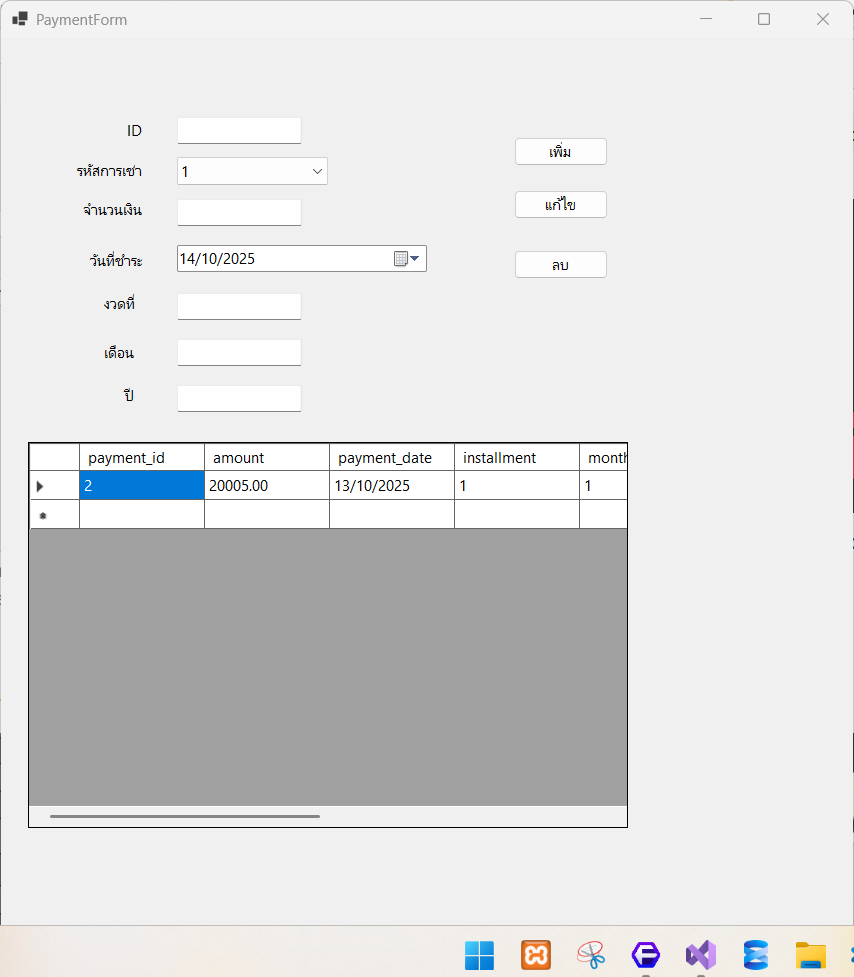 PaymentForm
ID
รหัสการเช่า 1
จำนวนเงิน
วันที่ชำระ 14/10/2025
งวดที่
เดือน
ปี
เพิ่ม
แก้ไข
ลบ
payment_id amount payment_date installment month
2 20005.00 13/10/2025 1 1